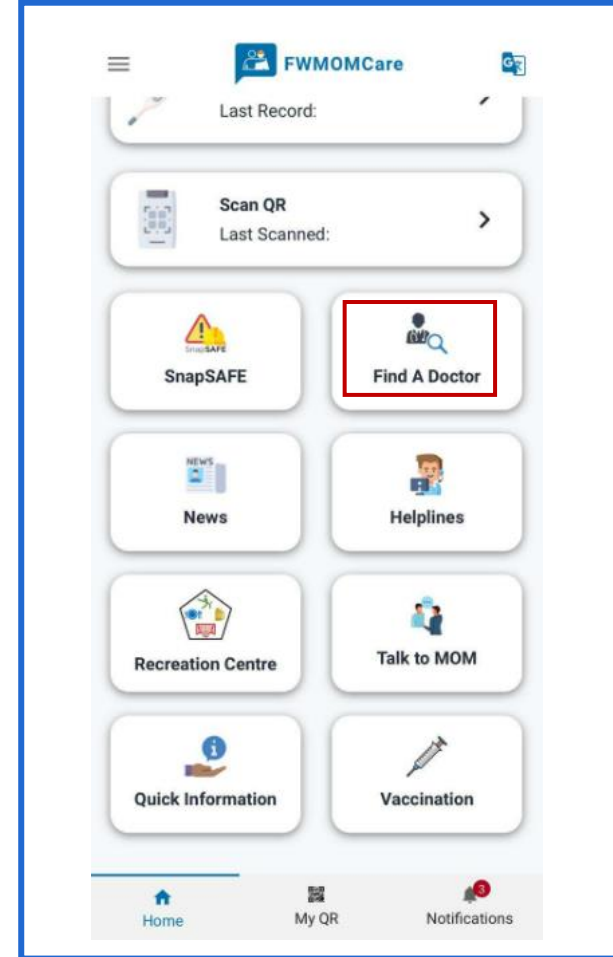 FWMOMCare
Last Record:
Scan QR
Last Scanned:
SnapSAFE
SnapSAFE
Find A Doctor
NEWS
News
Helplines
Recreation Centre
Talk to MOM
Quick Information
Vaccination
3
Home
My QR
Notifications